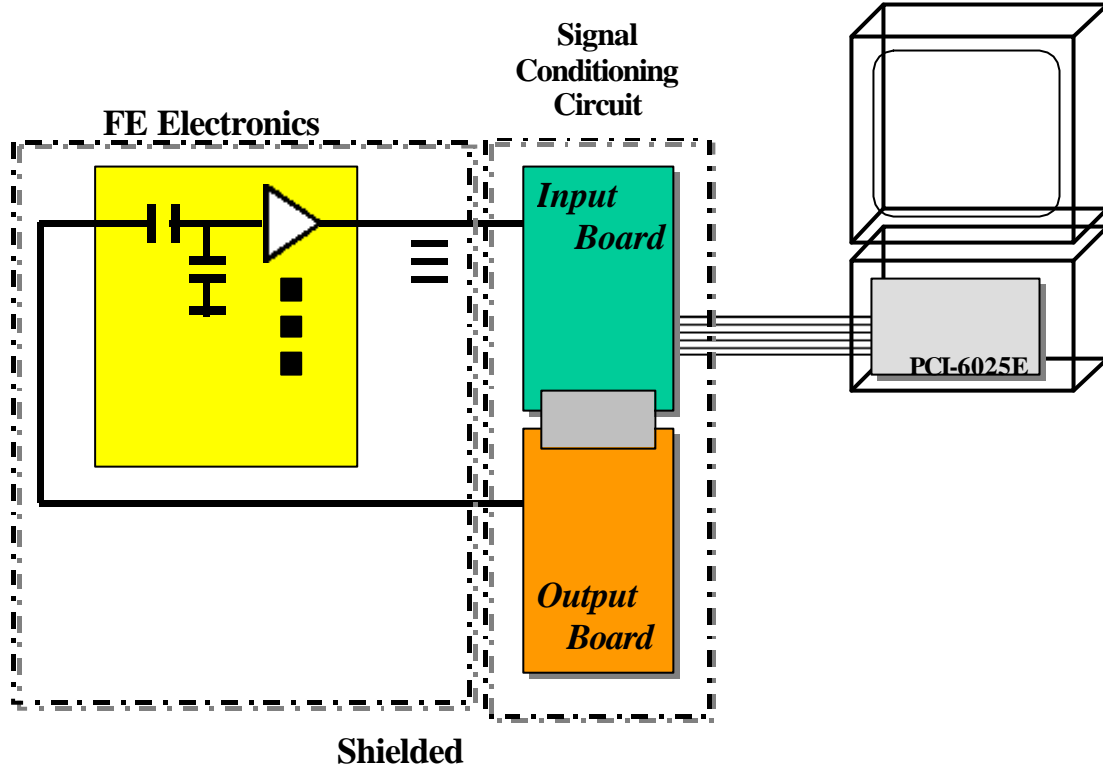 Signal
Conditioning
Circuit
FE Electronics
Input
Board
PCI-6025E
Output
Board
Shielded